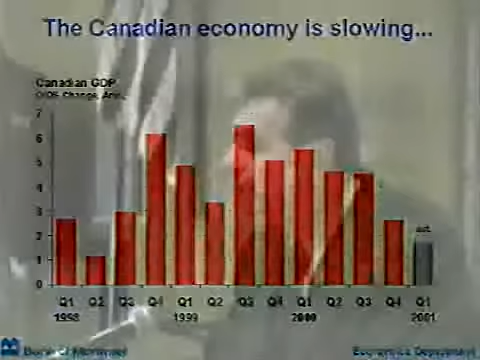 The Canadian economy is slowing...
Canadian GDP
Q/Q% Change, Ann.
7
6
5
4
3
2
1
0
est.
Q1 Q2 Q3 Q4 Q1 Q2 Q3 Q4 Q1 Q2 Q3 Q4 Q1
1998 1999 2000 2001
Bank of Montreal
Economics Department